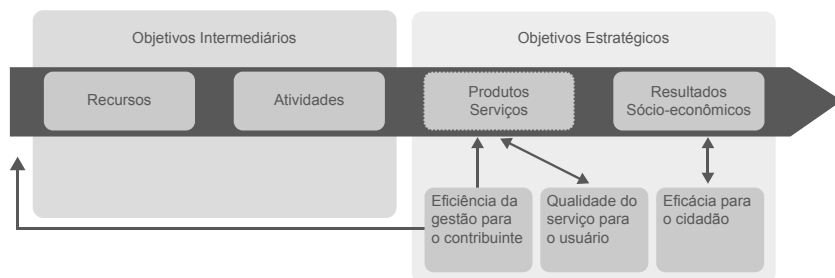 Objetivos Intermediários
Objetivos Estratégicos
Recursos
Atividades
Produtos
Serviços
Resultados
Sócio-econômicos
Eficiência da
gestão para
o contribuinte
Qualidade do
serviço para
o usuário
Eficácia para
o cidadão